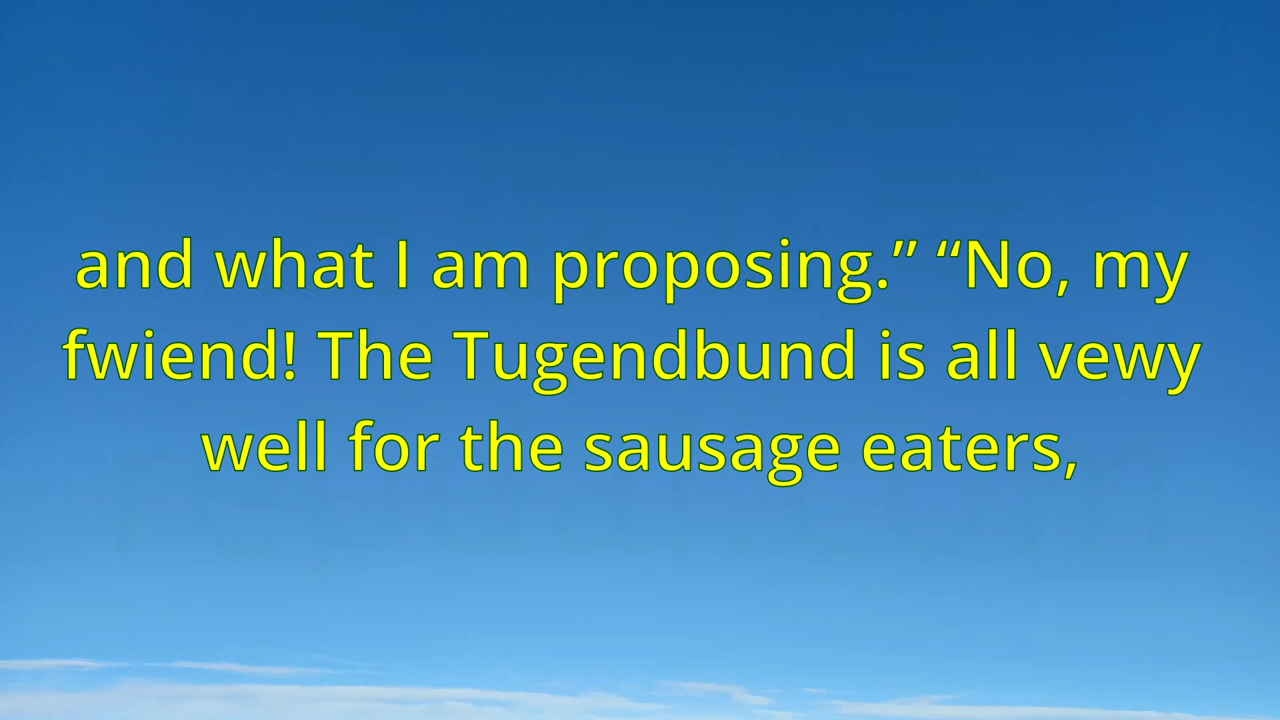 and what I am proposing.” “No, my
fwiend! The Tugendbund is all vewy
well for the sausage eaters,